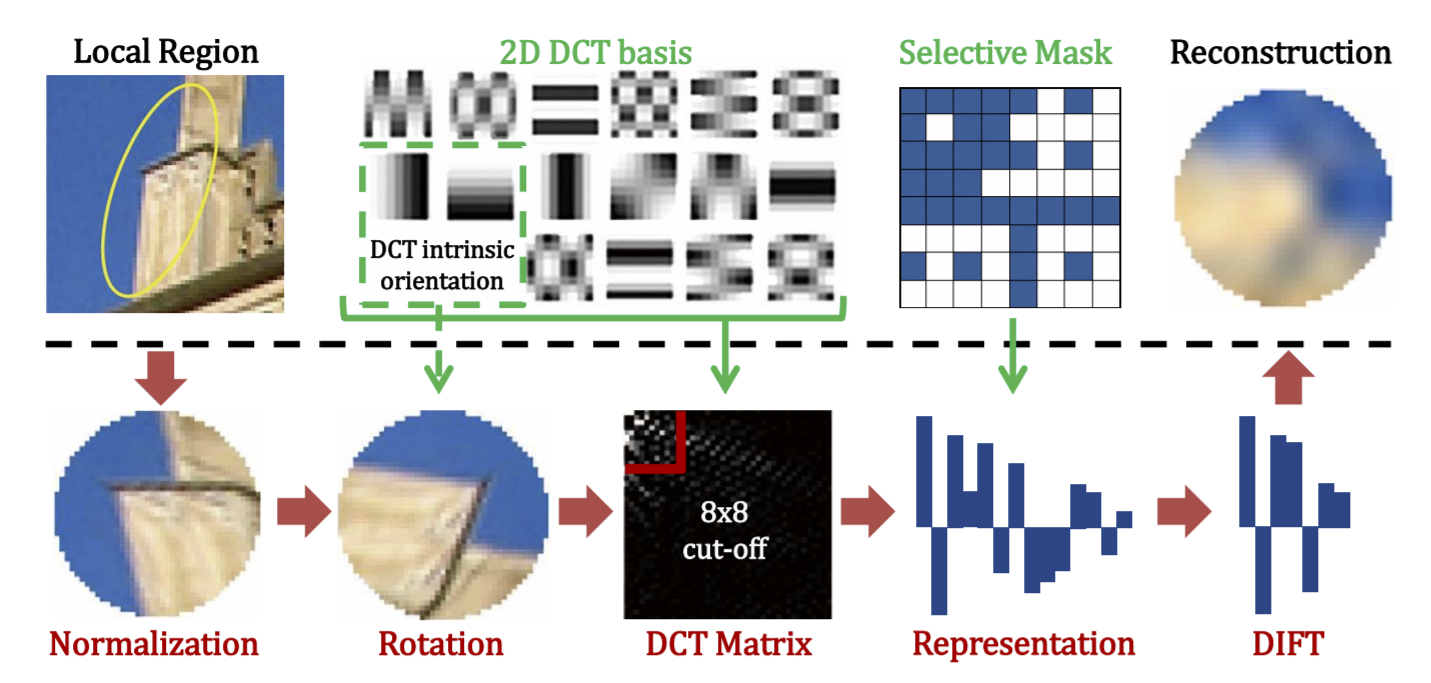 Local Region
2D DCT basis
Selective Mask
Reconstruction
DCT intrinsic
orientation
8x8
cut-off
Normalization
Rotation
DCT Matrix
Representation
DIFT